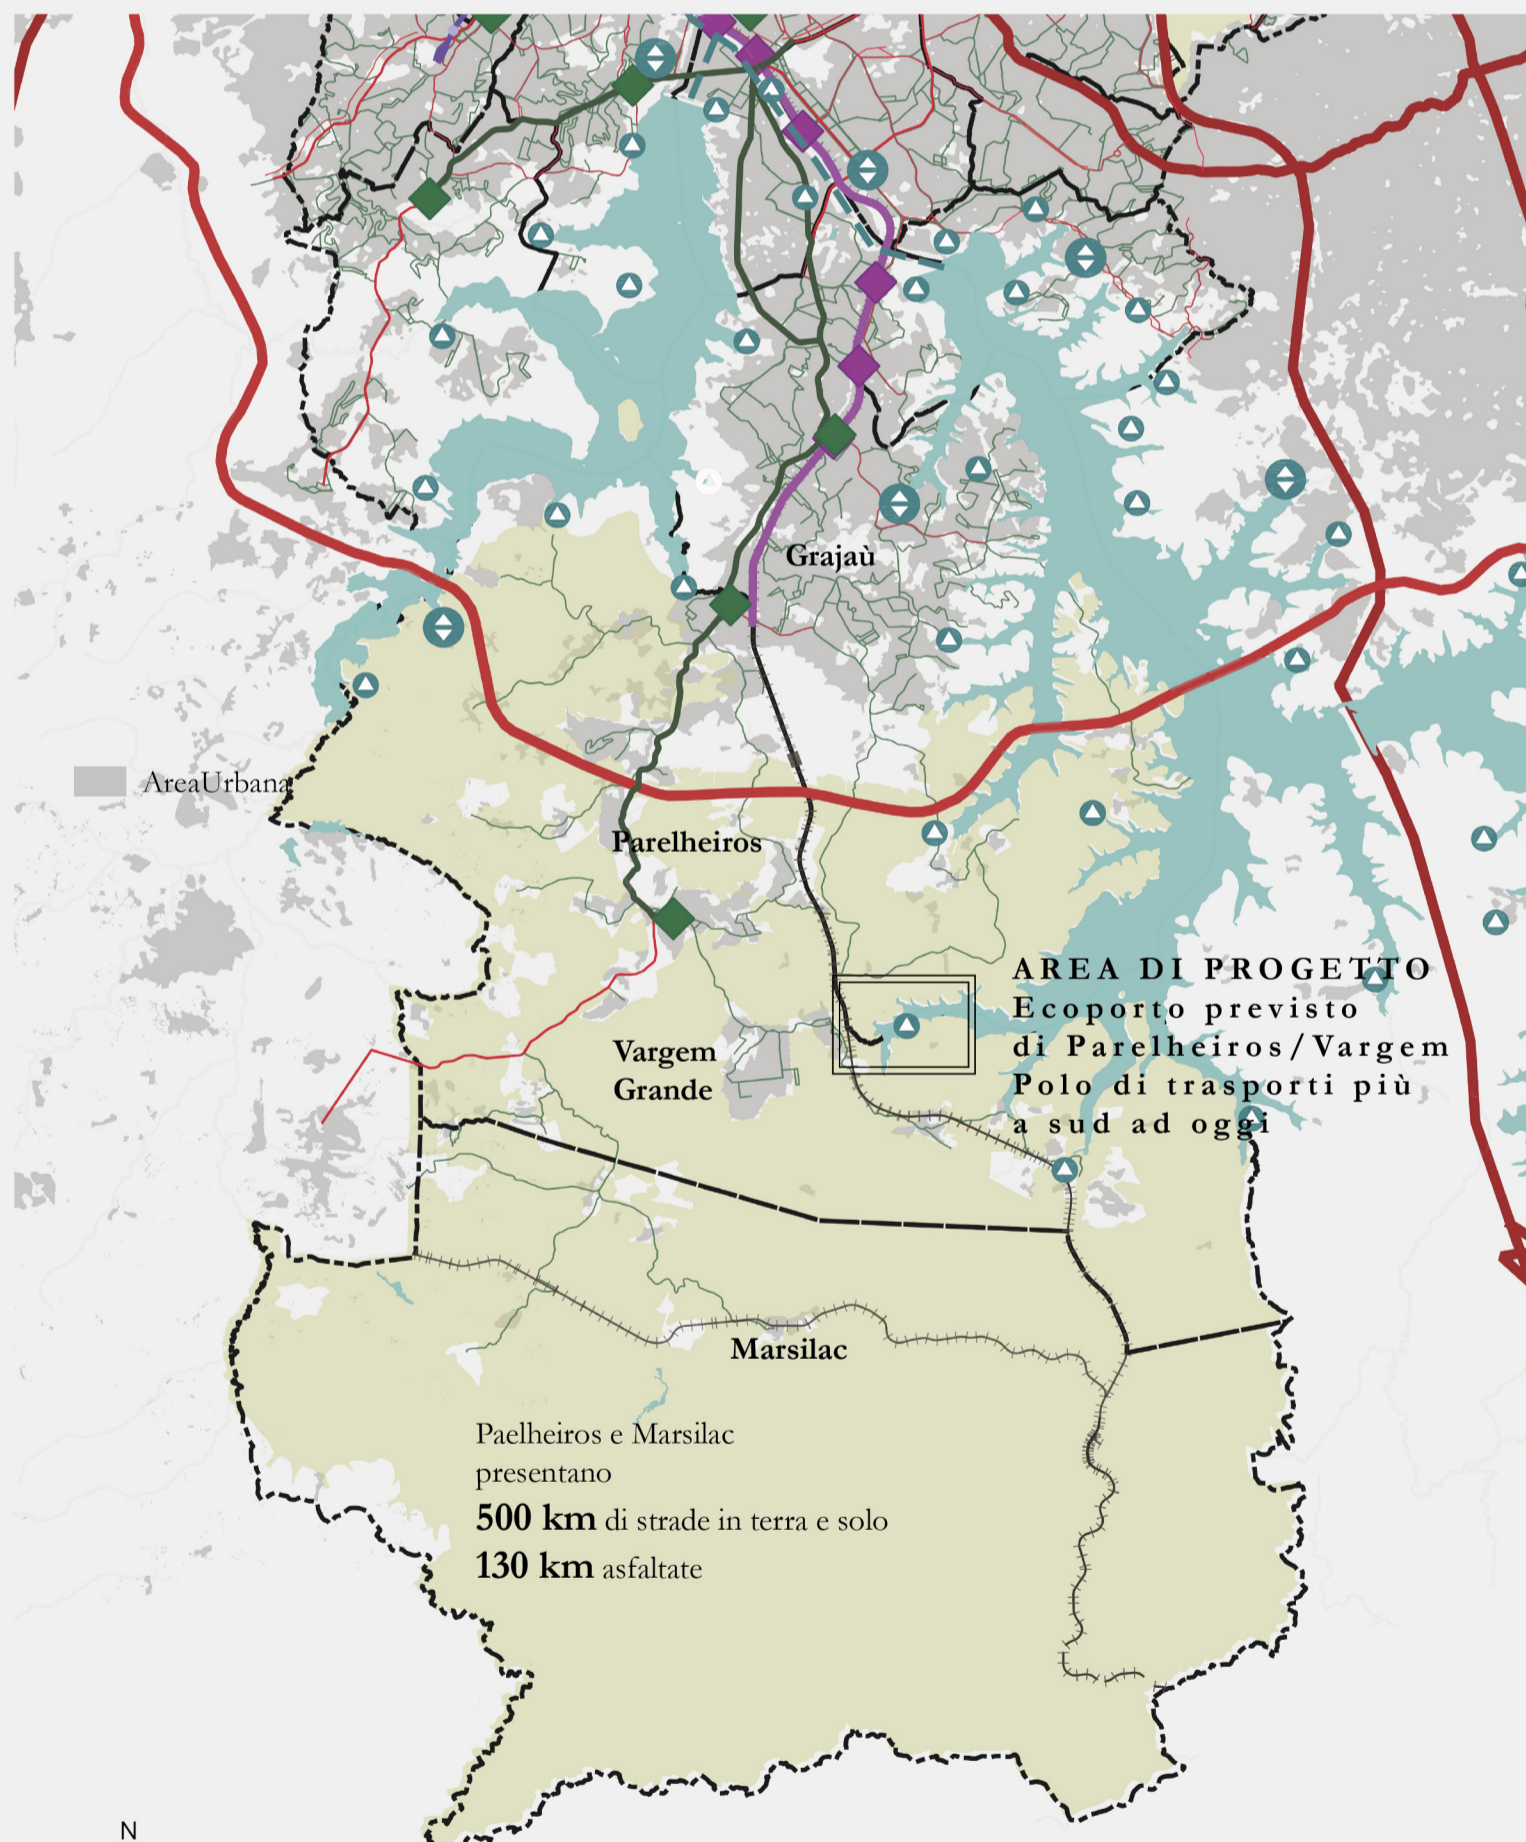 Grajaù
AreaUrbana
Parelheiros
AREA DI PROGETTO
Ecoporto previsto
di Parelheiros/Vargem
Polo di trasporti più
a sud ad oggi
Vargem
Grande
Marsilac
Paelheiros e Marsilac
presentano
500 km di strade in terra e solo
130 km asfaltate
N